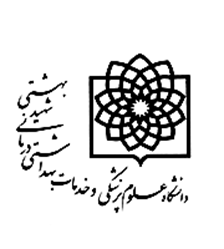 دانشگاه علوم پزشکی و خدمات بهداشتی درمانی شهید بهشتی